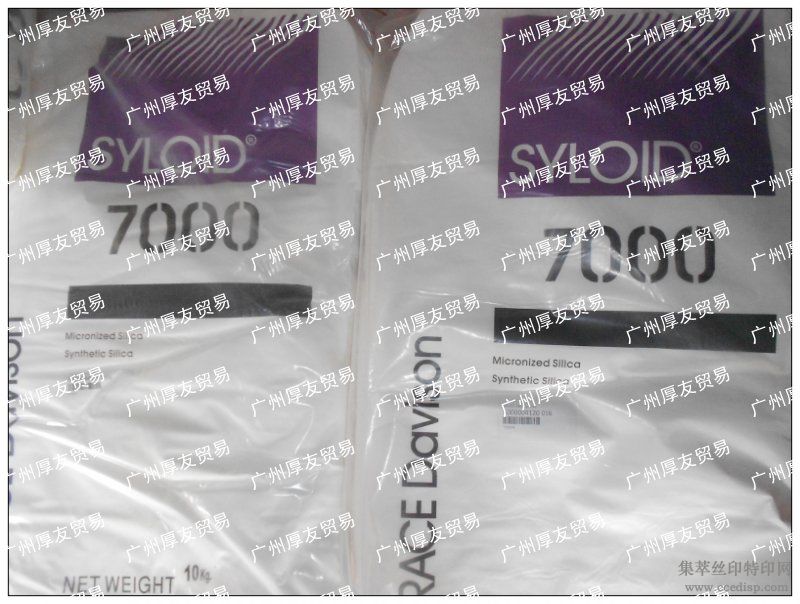 SYLOID®
7000
Micronized Silica
Synthetic Silica
NET WEIGHT 10Kg
SYLOID®
7000
Micronized Silica
Synthetic Silica
RACE Davison
广州厚友贸易
集萃丝印特印网
www.ccedisp.com